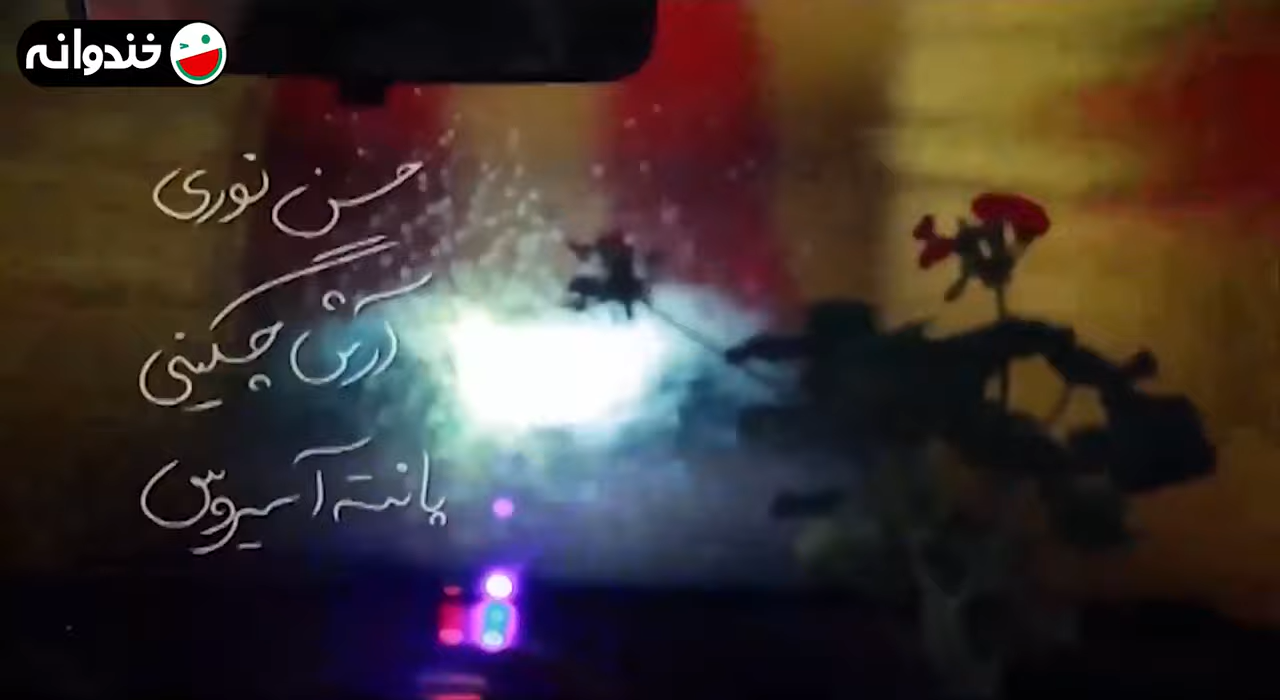 خندوانه
حسن نوری
آرش چگینی
پانته آ سیروس